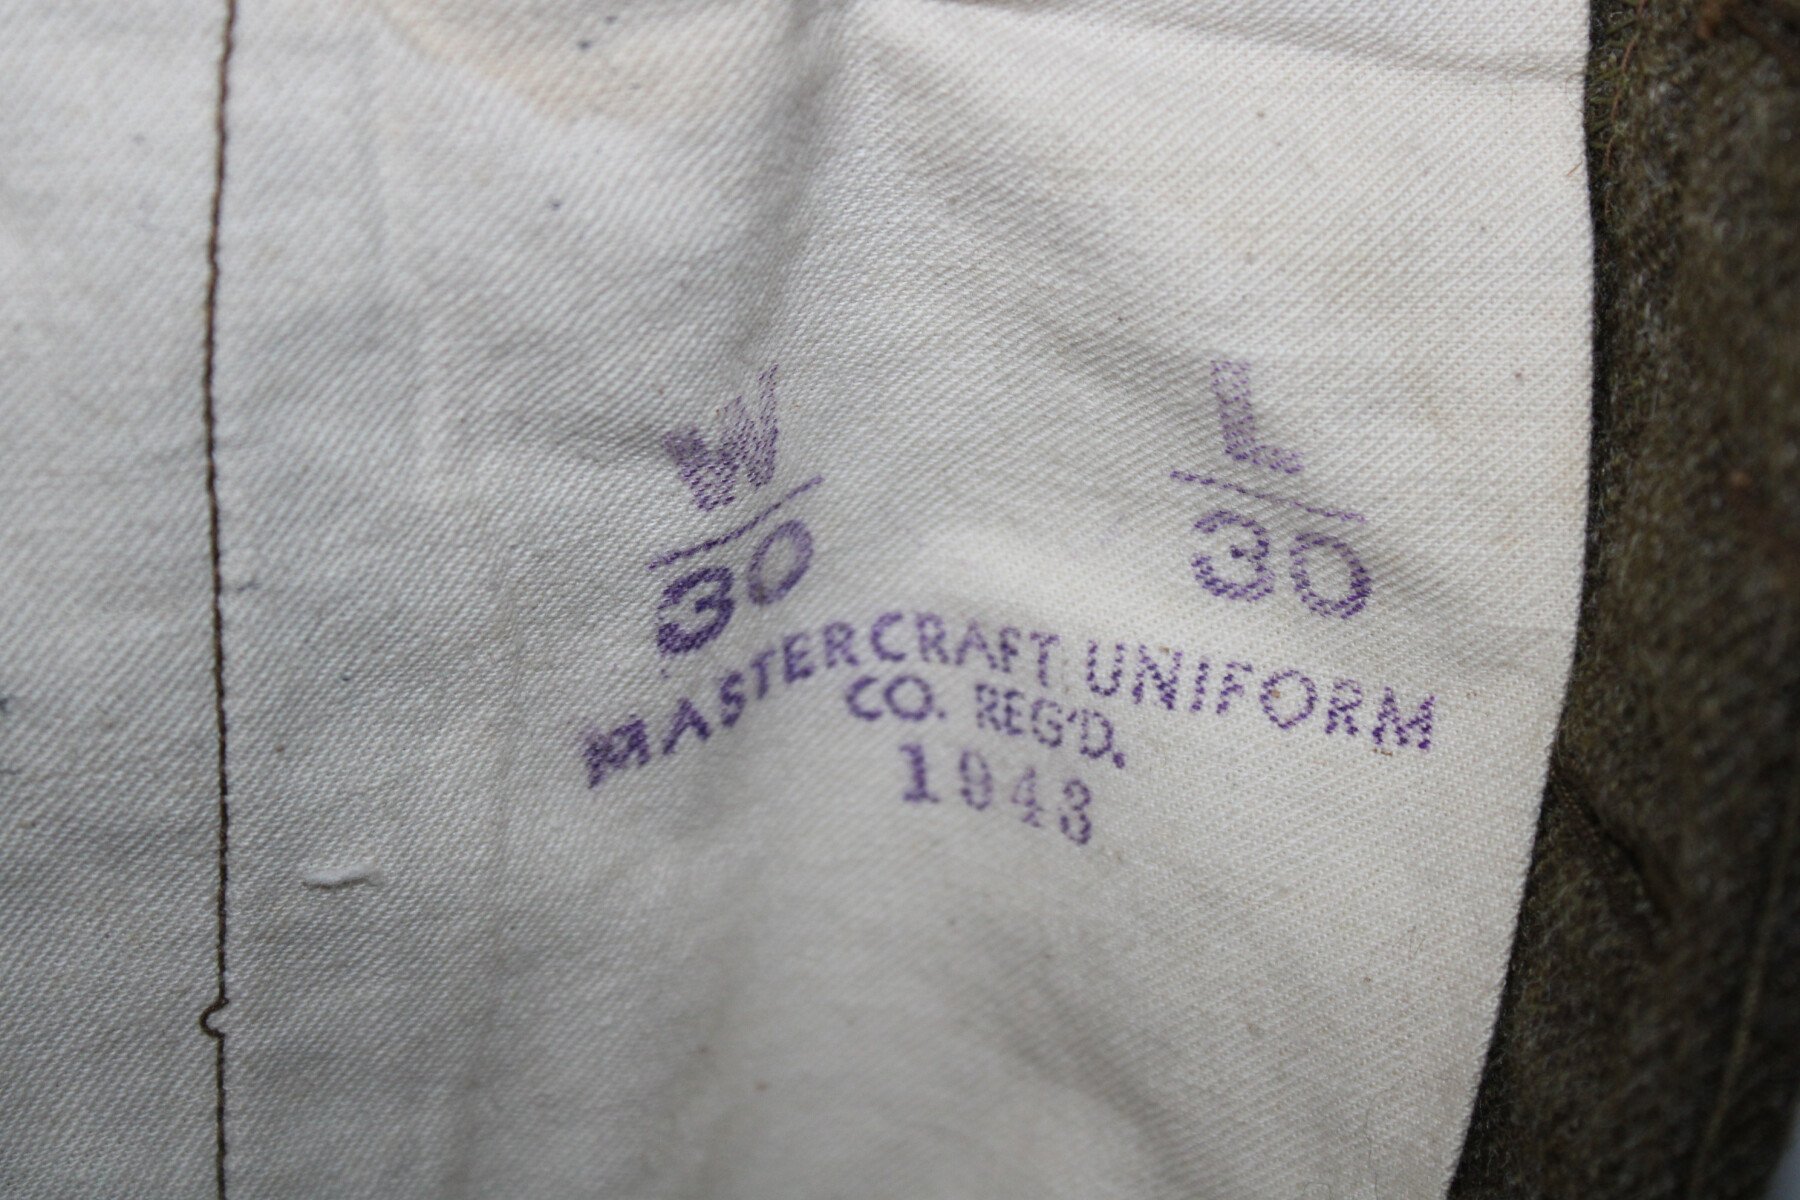 W L
30 30
MASTERCRAFT UNIFORM
CO. REG'D.
1943